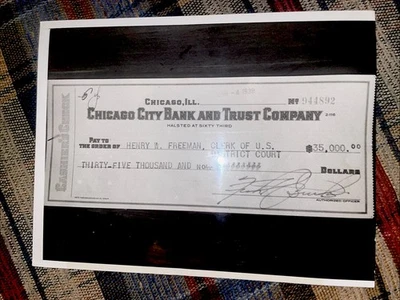 CHICAGO, ILL. No 944892
CHICAGO CITY BANK AND TRUST COMPANY
HALSTED AT SIXTY THIRD
CASHIER'S CHECK
PAY TO
THE ORDER OF HENRY W. FREEMAN, CLERK OF U.S. $35,000.00
DISTRICT COURT
THIRTY-FIVE THOUSAND AND NO DOLLARS
AUTHORIZED OFFICER